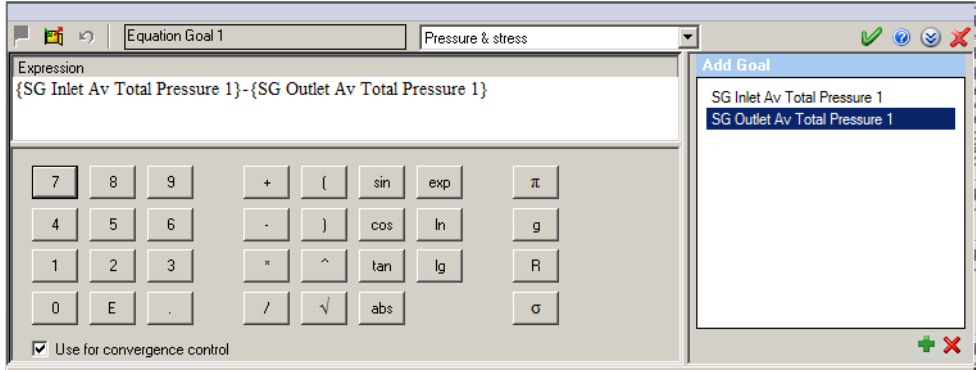 Equation Goal 1 Pressure & stress
Expression
{SG Inlet Av Total Pressure 1}-{SG Outlet Av Total Pressure 1}
Add Goal
SG Inlet Av Total Pressure 1
SG Outlet Av Total Pressure 1
7 8 9 + ( sin exp π
4 5 6 - ) cos ln g
1 2 3 * ^ tan lg R
0 E . / √ abs σ
Use for convergence control